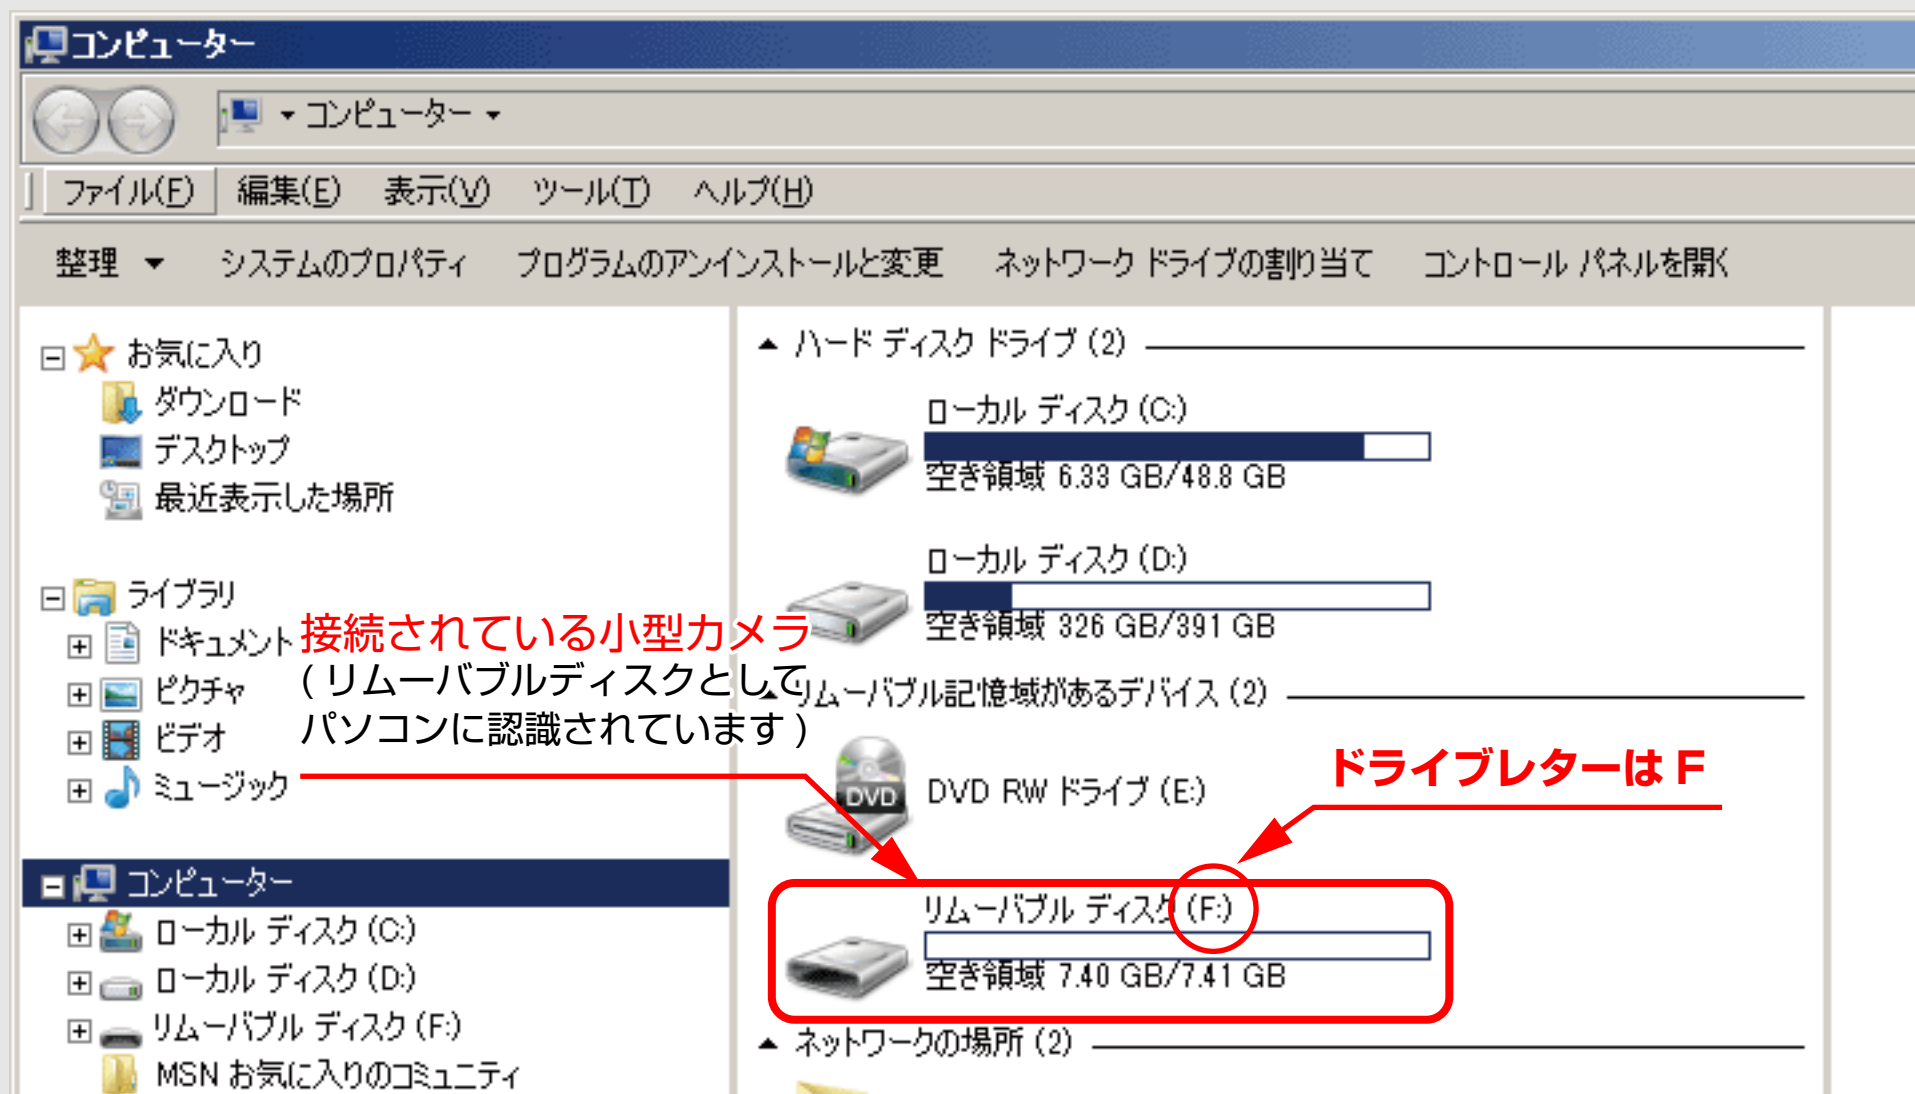 コンピューター
コンピューター
ファイル(F) 編集(E) 表示(V) ツール(T) ヘルプ(H)
整理 システムのプロパティ プログラムのアンインストールと変更 ネットワーク ドライブの割り当て コントロール パネルを開く
お気に入り
ダウンロード
デスクトップ
最近表示した場所
ライブラリ
ドキュメント
ピクチャ
ビデオ
ミュージック
コンピューター
ローカル ディスク (C:)
ローカル ディスク (D:)
リムーバブル ディスク (F:)
MSN お気に入りのコミュニティ
接続されている小型カメラ
(リムーバブルディスクとして
パソコンに認識されています)
ハード ディスク ドライブ (2)
ローカル ディスク (C:)
空き領域 6.33 GB/48.8 GB
ローカル ディスク (D:)
空き領域 326 GB/391 GB
リムーバブル記憶域があるデバイス (2)
DVD
DVD RW ドライブ (E:)
ドライブレターは F
リムーバブル ディスク (F:)
空き領域 7.40 GB/7.41 GB
ネットワークの場所 (2)